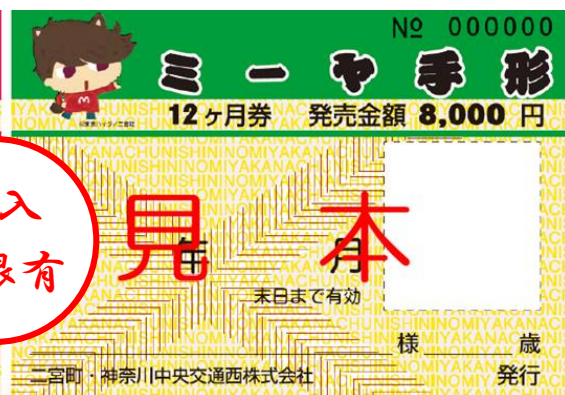 № 000000
ミーヤ手形
M
12ヶ月券 発売金額 8,000 円
入
限有
見本
年 月
末日まで有効
様 歳
二宮町・神奈川中央交通西株式会社 発行